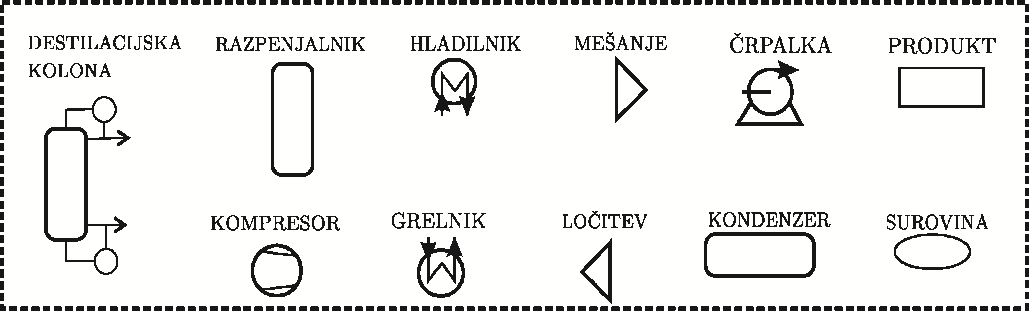 DESTILACIJSKA
KOLONA
RAZPENJALNIK
HLADILNIK
MEŠANJE
ČRPALKA
PRODUKT
KOMPRESOR
GRELNIK
LOČITEV
KONDENZER
SUROVINA